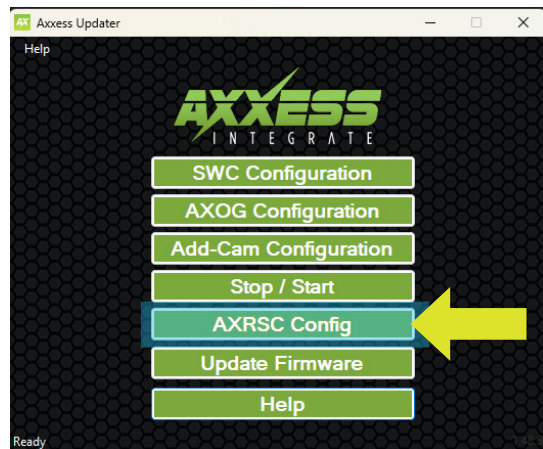 Axxess Updater
Help
AXXESS
INTEGRATE
SWC Configuration
AXOG Configuration
Add-Cam Configuration
Stop / Start
AXRSC Config
Update Firmware
Help
Ready